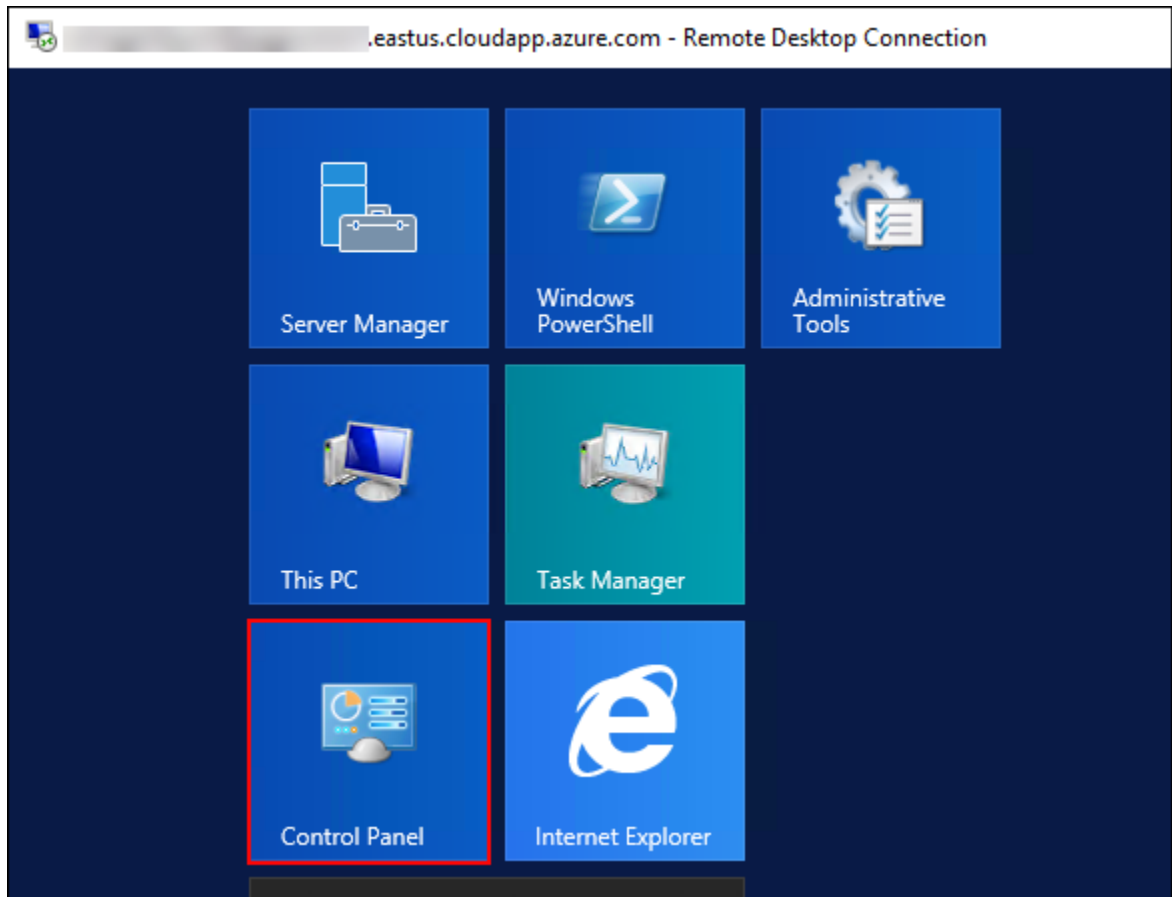 .eastus.cloudapp.azure.com - Remote Desktop Connection
Server Manager
Windows
PowerShell
Administrative
Tools
This PC
Task Manager
Control Panel
Internet Explorer